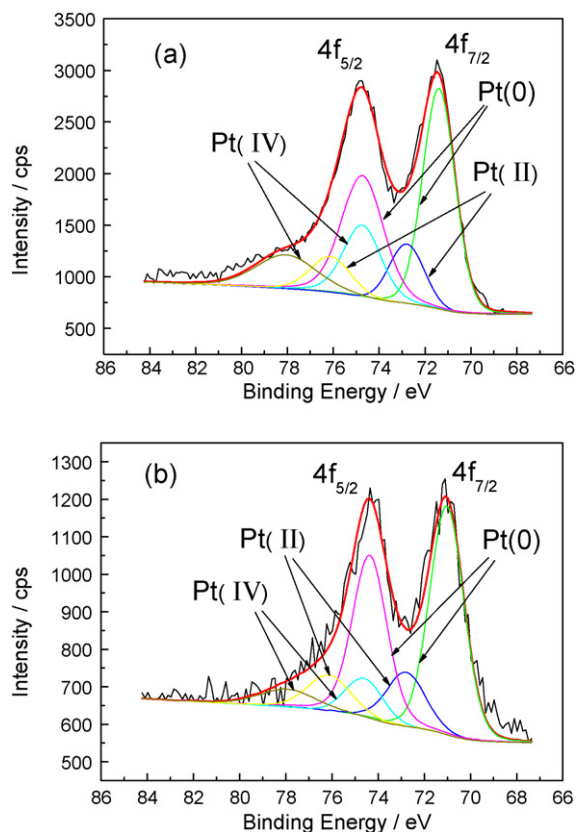 (a)
4f5/2
4f7/2
Pt(0)
Pt( IV)
Pt( II)
3500
3000
2500
2000
1500
1000
500
Intensity / cps
86 84 82 80 78 76 74 72 70 68 66
Binding Energy / eV
(b)
4f5/2
4f7/2
Pt( II)
Pt(0)
Pt( IV)
1300
1200
1100
1000
900
800
700
600
500
Intensity / cps
86 84 82 80 78 76 74 72 70 68 66
Binding Energy / eV